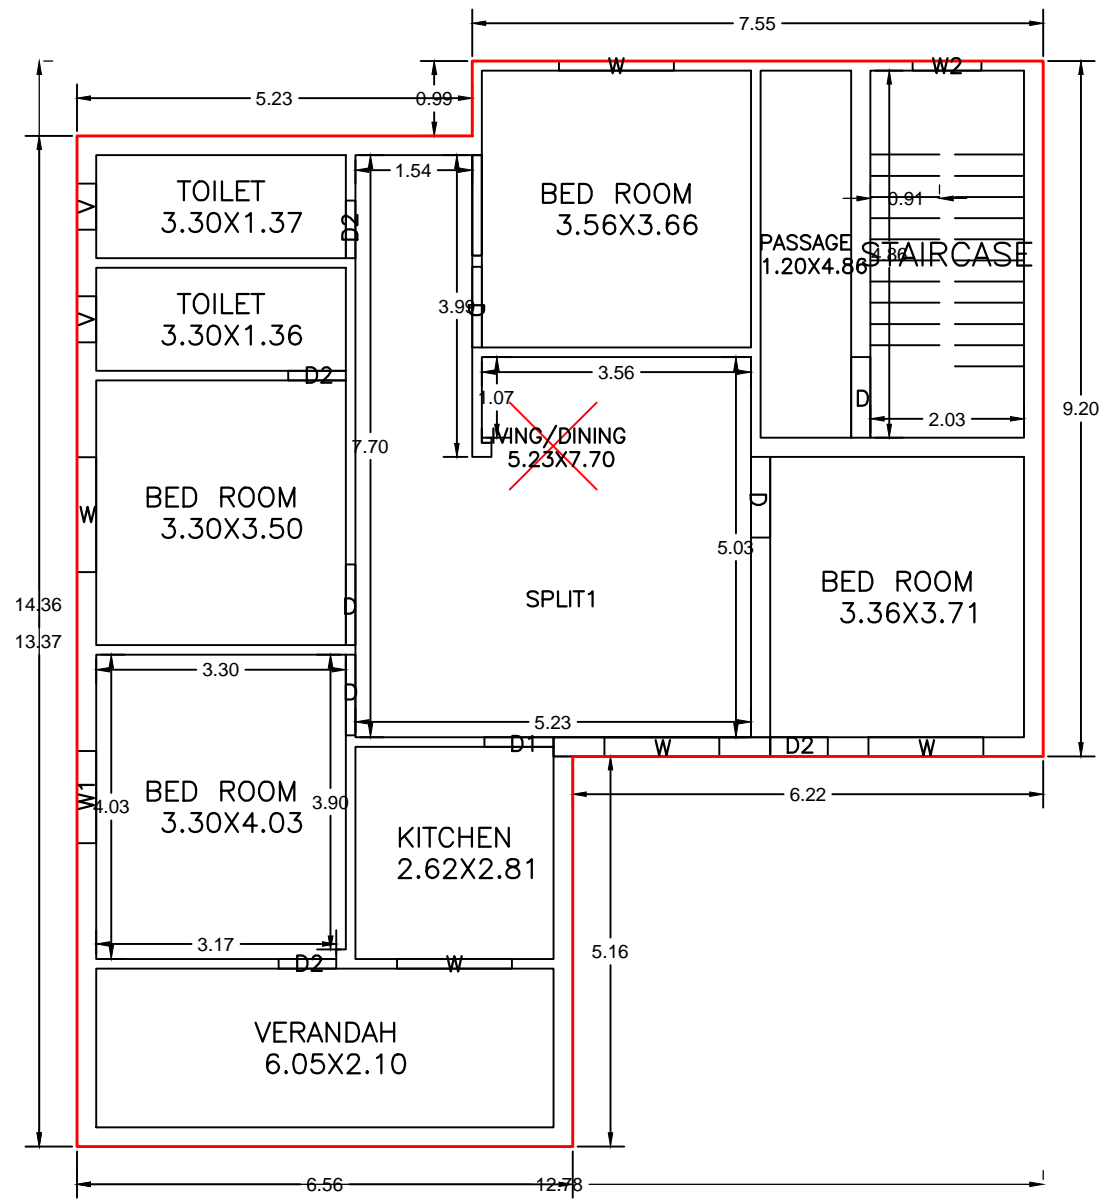 7.55
W
W2
5.23
0.99
1.54
TOILET
3.30X1.37
V
D2
BED ROOM
3.56X3.66
0.91
PASSAGE
1.20X4.86
4.86
STAIRCASE
TOILET
3.30X1.36
V
3.99
D
D2
3.56
1.07
D
2.03
9.20
LIVING/DINING
5.23X7.70
7.70
BED ROOM
3.30X3.50
W
D
5.03
SPLIT1
BED ROOM
3.36X3.71
14.36
13.37
D
3.30
D
5.23
D1
W
D2
W
BED ROOM
3.30X4.03
W1
4.03
3.90
6.22
KITCHEN
2.62X2.81
3.17
D2
W
5.16
VERANDAH
6.05X2.10
6.56
12.78